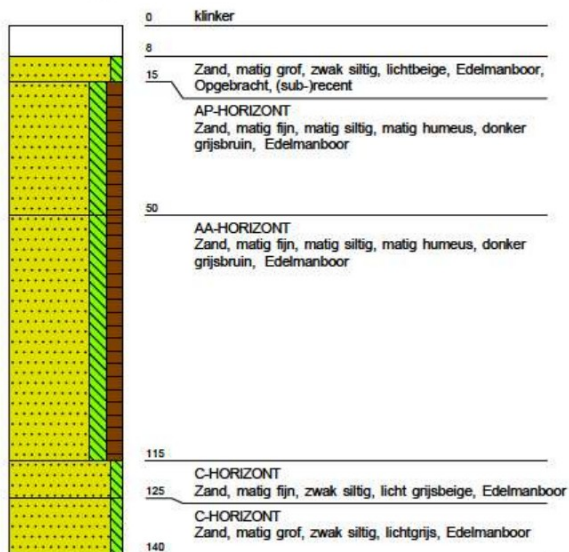 0 klinker
8
Zand, matig grof, zwak siltig, lichtbeige, Edelmanboor,
15 Opgebracht, (sub-)recent
AP-HORIZONT
Zand, matig fijn, matig siltig, matig humeus, donker
grijsbruin, Edelmanboor
50
AA-HORIZONT
Zand, matig fijn, matig siltig, matig humeus, donker
grijsbruin, Edelmanboor
115
C-HORIZONT
125 Zand, matig fijn, zwak siltig, licht grijsbeige, Edelmanboor
C-HORIZONT
Zand, matig grof, zwak siltig, lichtgrijs, Edelmanboor
140